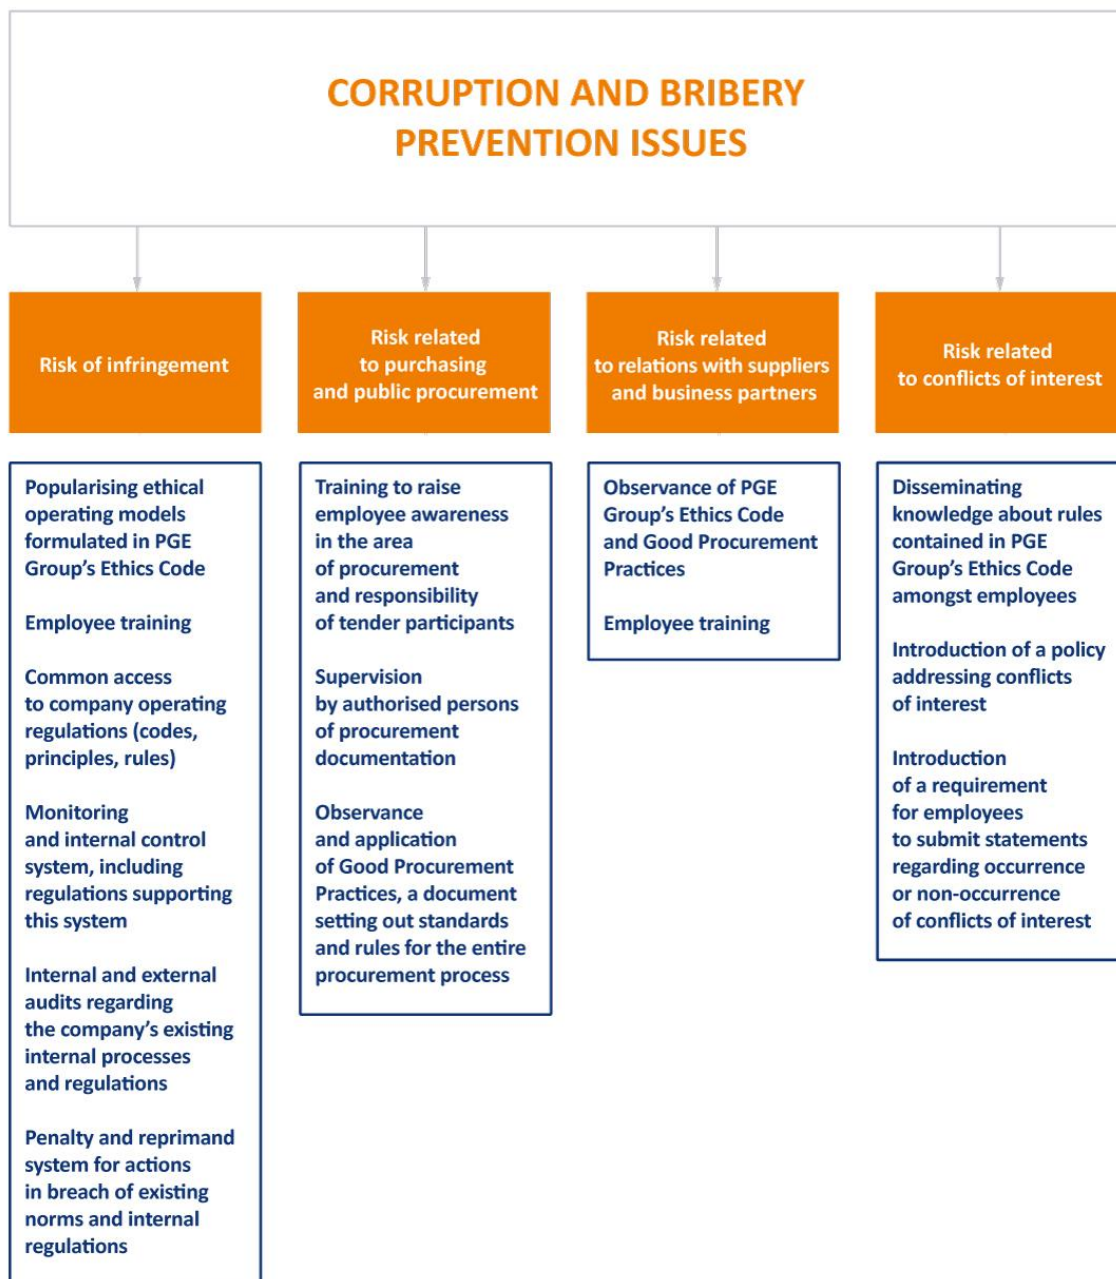 CORRUPTION AND BRIBERY
PREVENTION ISSUES
Risk of infringement
Risk related
to purchasing
and public procurement
Risk related
to relations with suppliers
and business partners
Risk related
to conflicts of interest
Popularising ethical
operating models
formulated in PGE
Group’s Ethics Code
Employee training
Common access
to company operating
regulations (codes,
principles, rules)
Monitoring
and internal control
system, including
regulations supporting
this system
Internal and external
audits regarding
the company’s existing
internal processes
and regulations
Penalty and reprimand
system for actions
in breach of existing
norms and internal
regulations
Training to raise
employee awareness
in the area
of procurement
and responsibility
of tender participants
Supervision
by authorised persons
of procurement
documentation
Observance
and application
of Good Procurement
Practices, a document
setting out standards
and rules for the entire
procurement process
Observance of PGE
Group’s Ethics Code
and Good Procurement
Practices
Employee training
Disseminating
knowledge about rules
contained in PGE
Group’s Ethics Code
amongst employees
Introduction of a policy
addressing conflicts
of interest
Introduction
of a requirement
for employees
to submit statements
regarding occurrence
or non-occurrence
of conflicts of interest